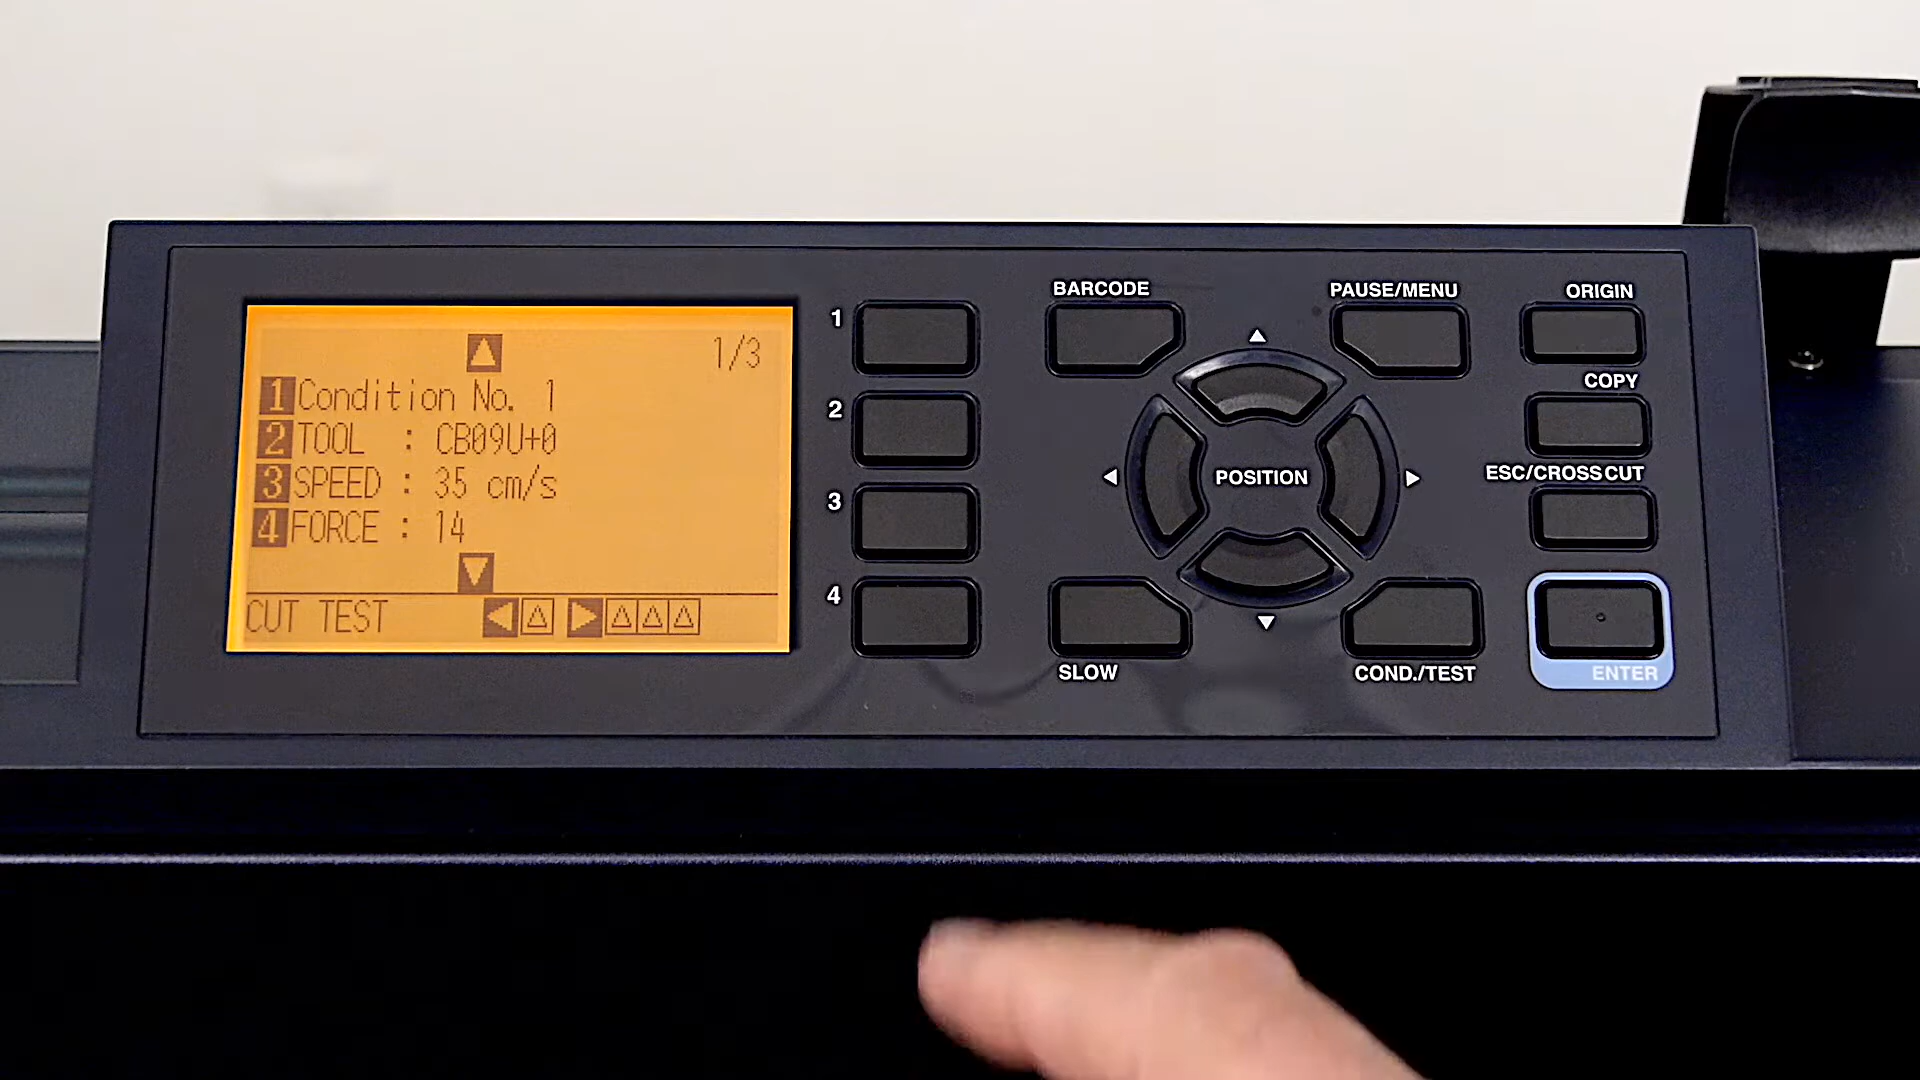 1/3
1 Condition No. 1
2 TOOL : CB09U+0
3 SPEED : 35 cm/s
4 FORCE : 14
CUT TEST
1
2
3
4
BARCODE
PAUSE/MENU
ORIGIN
COPY
POSITION
ESC/CROSS CUT
SLOW
COND./TEST
ENTER